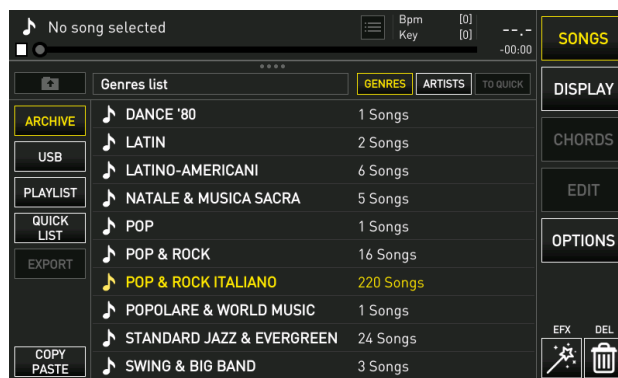 No song selected
Bpm [0]
Key [0]
--.-
-00:00
SONGS
Genres list
GENRES
ARTISTS
TO QUICK
DISPLAY
ARCHIVE
DANCE '80 1 Songs
LATIN 2 Songs
CHORDS
USB
LATINO-AMERICANI 6 Songs
PLAYLIST
NATALE & MUSICA SACRA 5 Songs
EDIT
QUICK
LIST
POP 1 Songs
OPTIONS
POP & ROCK 16 Songs
EXPORT
POP & ROCK ITALIANO 220 Songs
POPOLARE & WORLD MUSIC 1 Songs
STANDARD JAZZ & EVERGREEN 24 Songs
EFX DEL
COPY
PASTE
SWING & BIG BAND 3 Songs